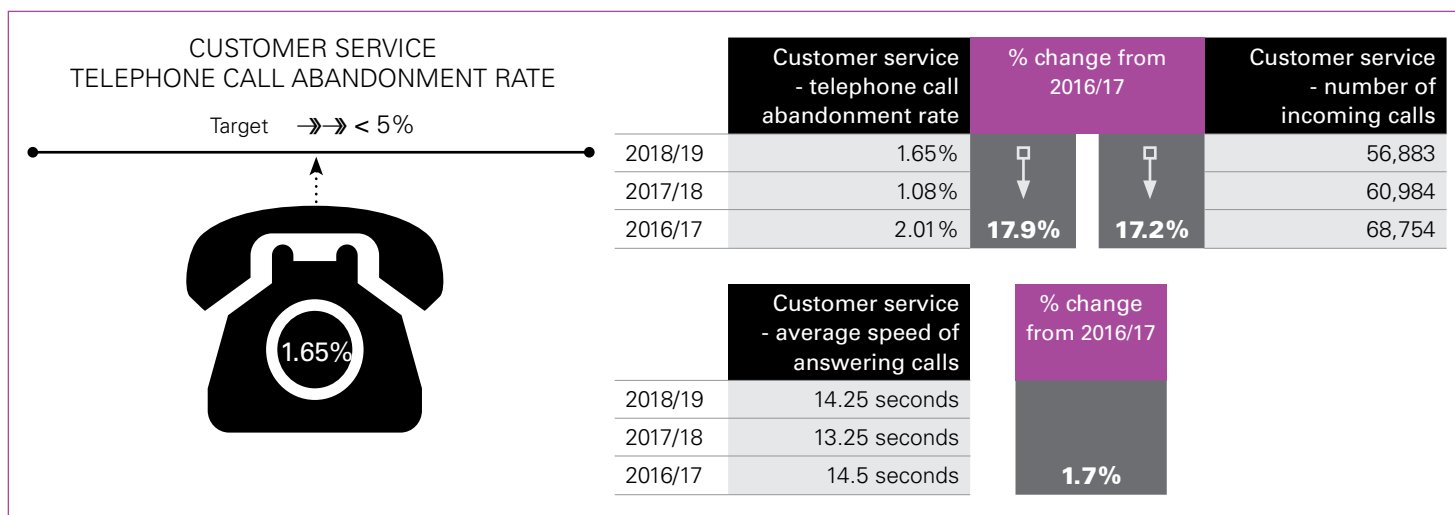 CUSTOMER SERVICE
TELEPHONE CALL ABANDONMENT RATE
Target < 5%
1.65%
Customer service
- telephone call
abandonment rate
% change from
2016/17
Customer service
- number of
incoming calls
2018/19 1.65% 56,883
2017/18 1.08% 60,984
2016/17 2.01% 17.9% 17.2% 68,754
Customer service
- average speed of
answering calls
% change
from 2016/17
2018/19 14.25 seconds
2017/18 13.25 seconds
2016/17 14.5 seconds 1.7%